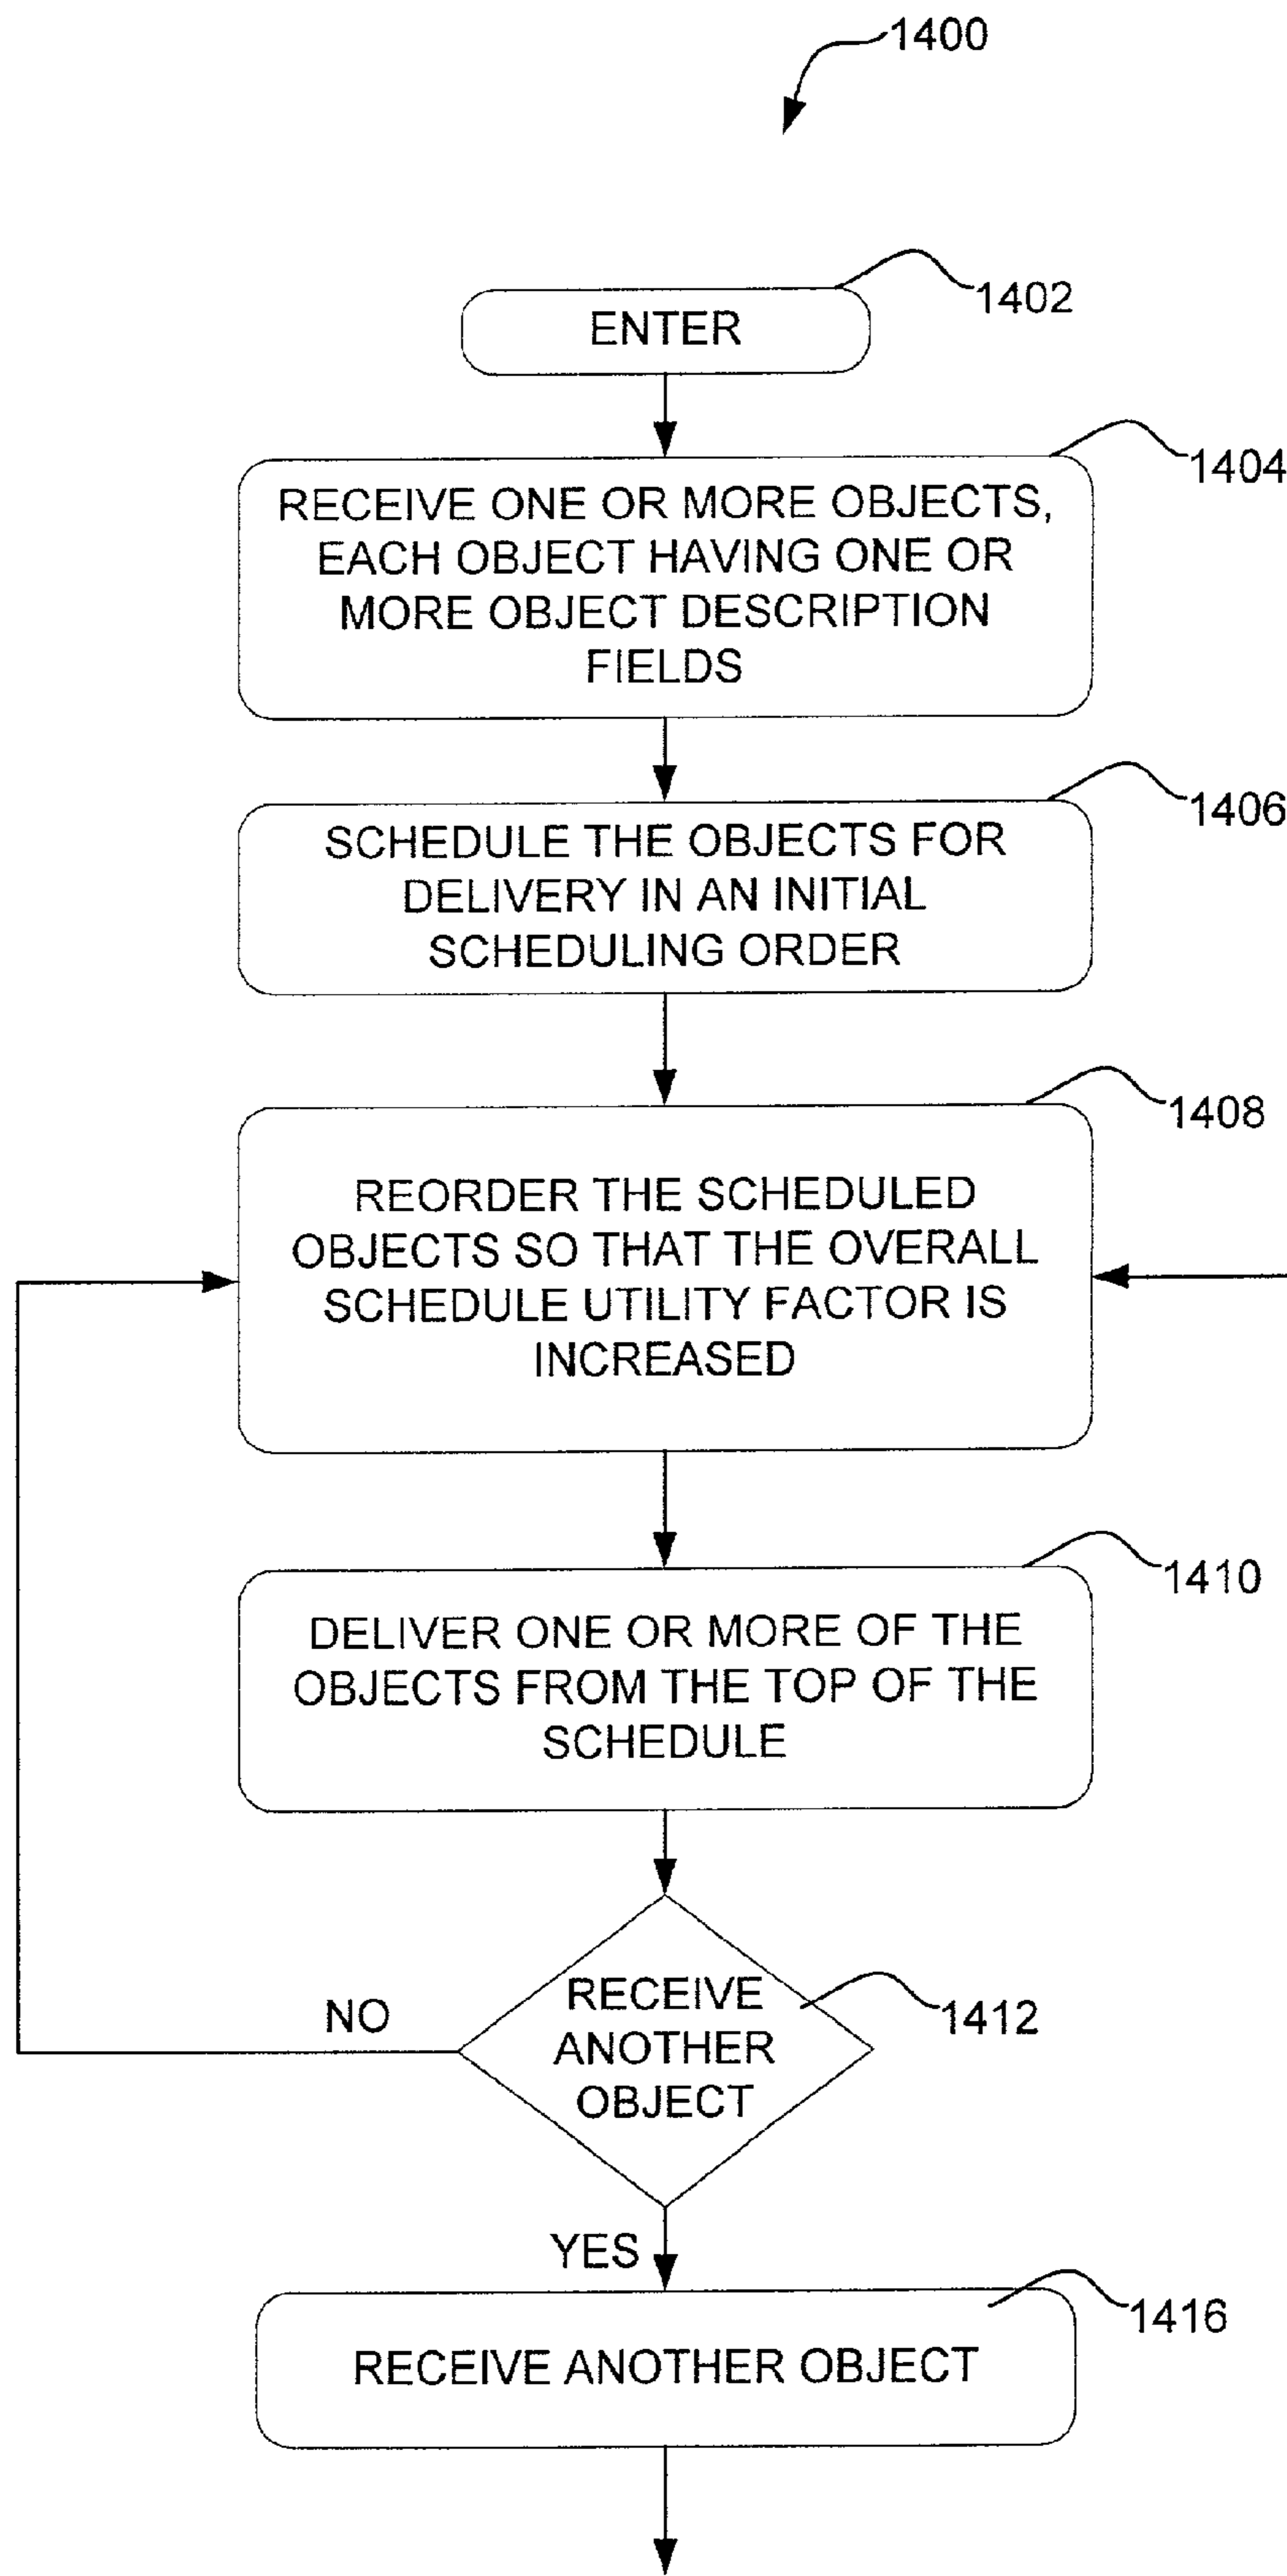 1400
1402
ENTER
1404
RECEIVE ONE OR MORE OBJECTS,
EACH OBJECT HAVING ONE OR
MORE OBJECT DESCRIPTION
FIELDS
1406
SCHEDULE THE OBJECTS FOR
DELIVERY IN AN INITIAL
SCHEDULING ORDER
1408
REORDER THE SCHEDULED
OBJECTS SO THAT THE OVERALL
SCHEDULE UTILITY FACTOR IS
INCREASED
1410
DELIVER ONE OR MORE OF THE
OBJECTS FROM THE TOP OF THE
SCHEDULE
RECEIVE
ANOTHER
OBJECT
1412
NO
YES
1416
RECEIVE ANOTHER OBJECT